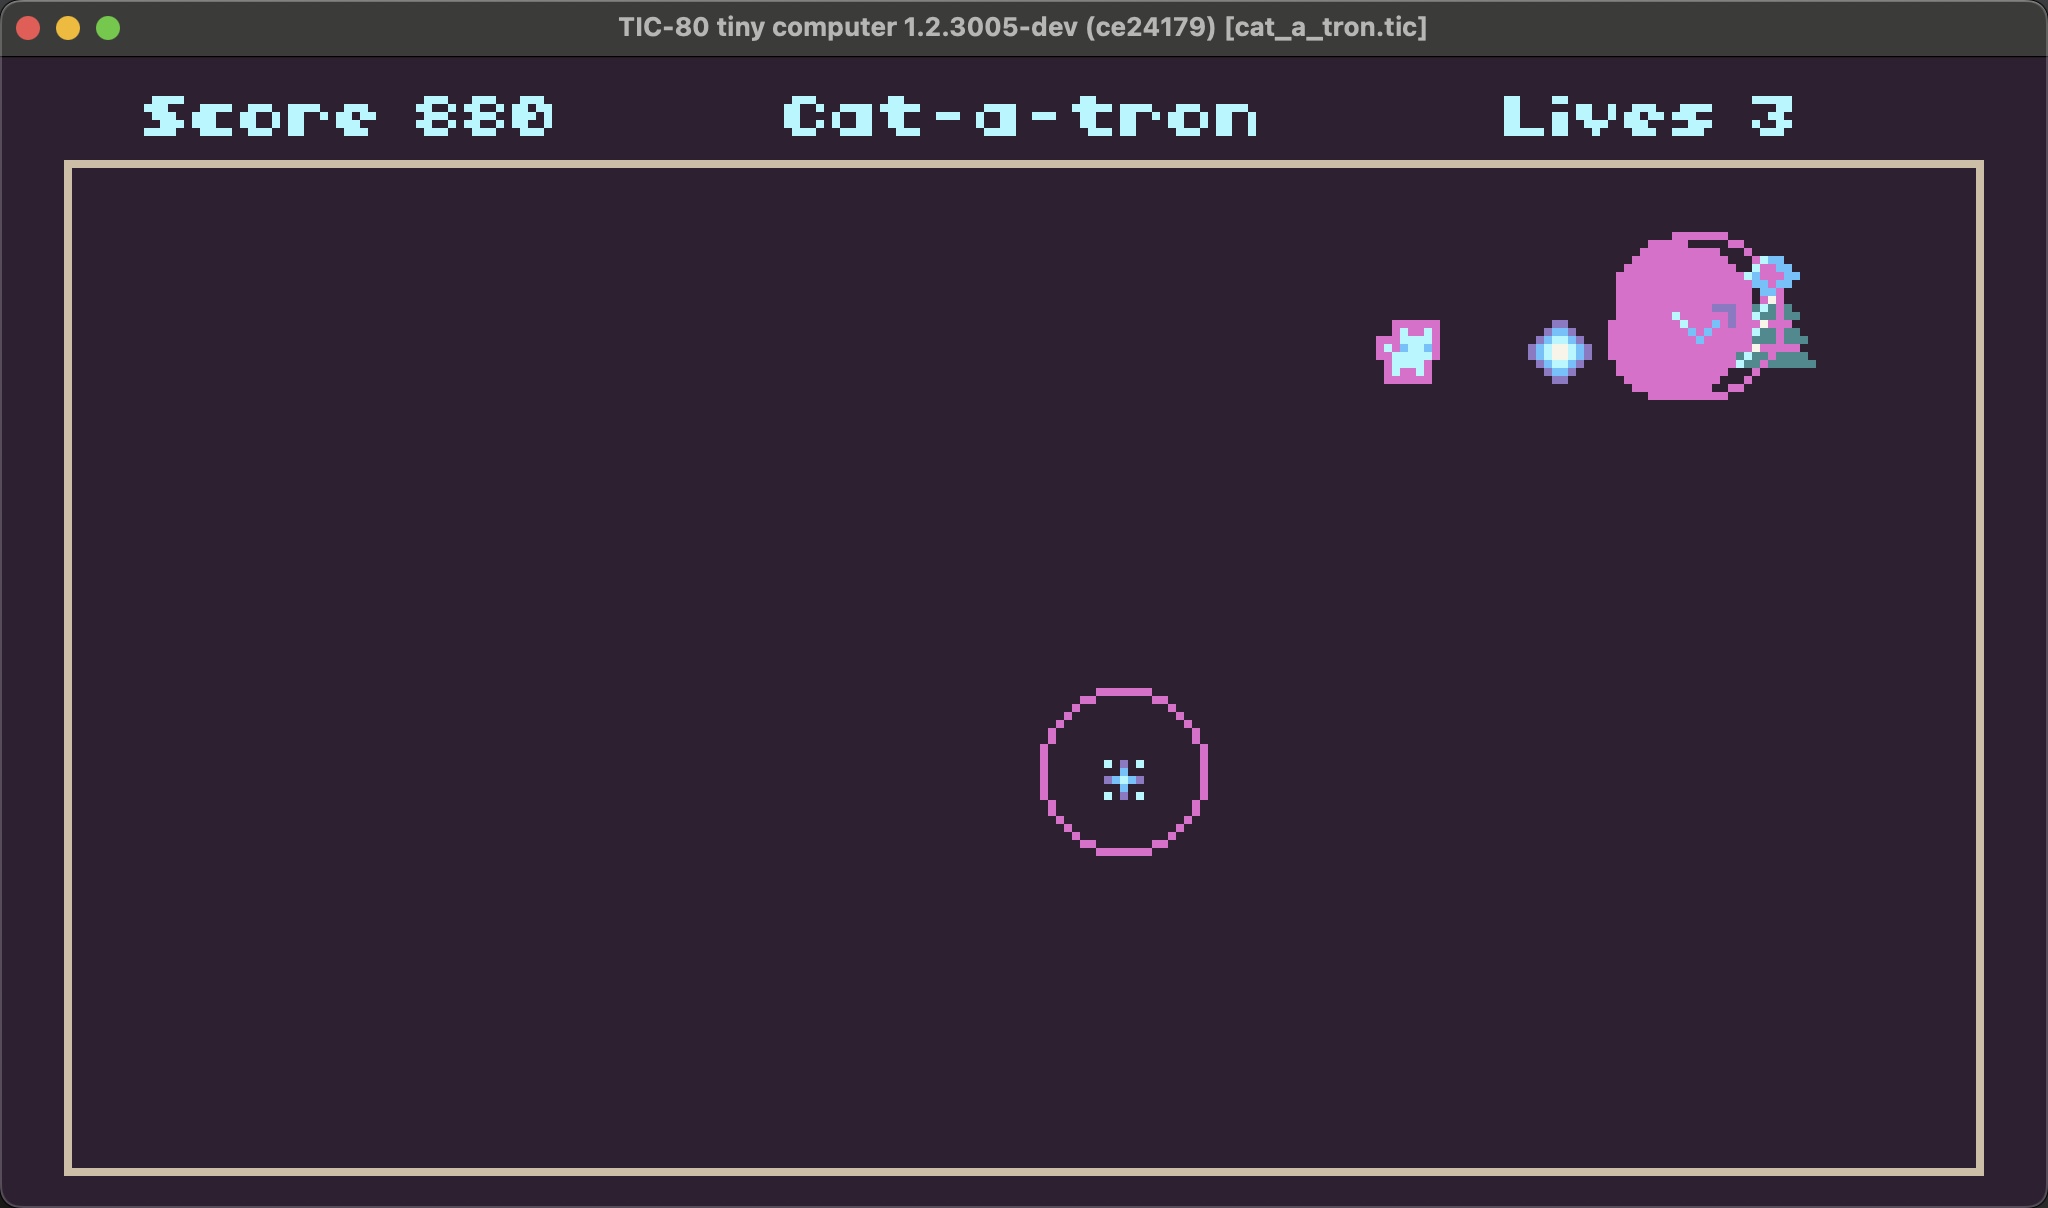 TIC-80 tiny computer 1.2.3005-dev (ce24179) [cat_a_tron.tic]
Score 880 Cat-a-tron Lives 3